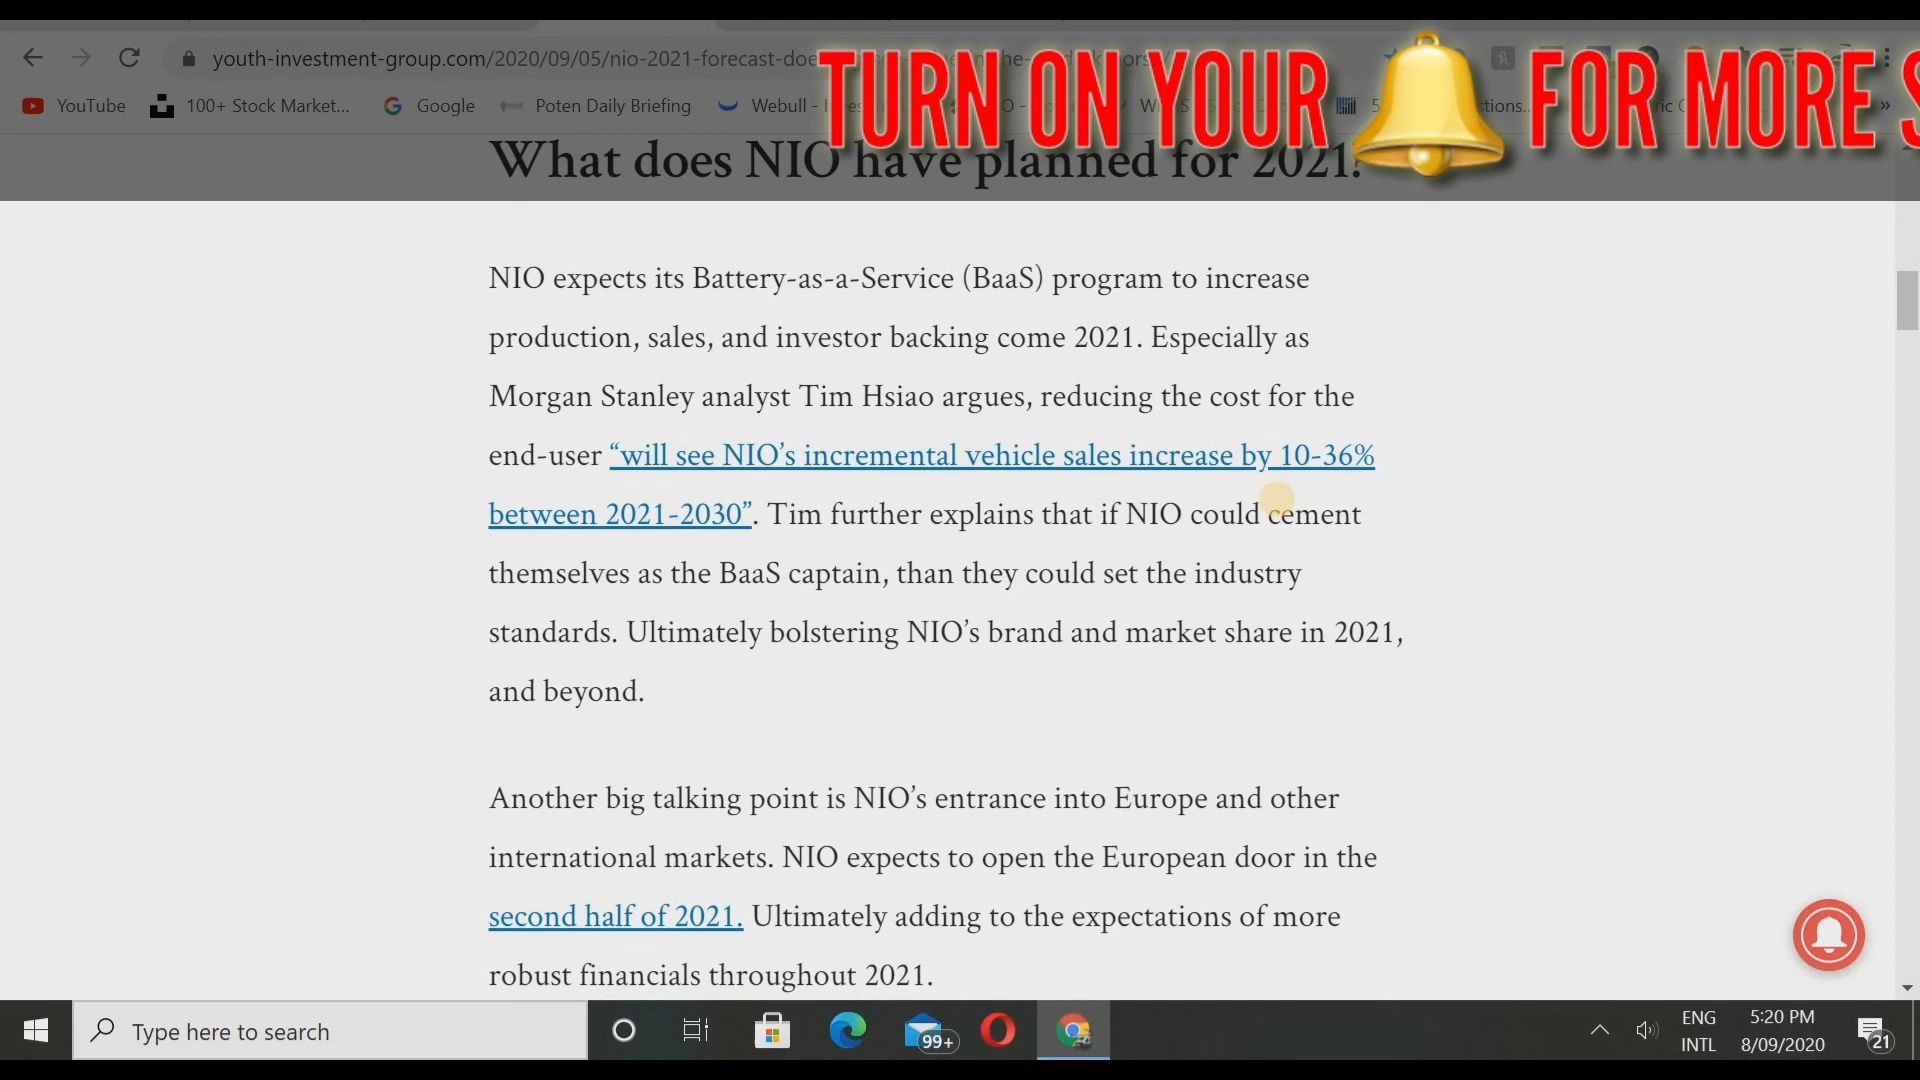 TURN ON YOUR 🔔 FOR MORE S
youth-investment-group.com/2020/09/05/nio-2021-forecast-doe
YouTube
100+ Stock Market...
Google
Poten Daily Briefing
Webull -
What does NIO have planned for 2021?
NIO expects its Battery-as-a-Service (BaaS) program to increase
production, sales, and investor backing come 2021. Especially as
Morgan Stanley analyst Tim Hsiao argues, reducing the cost for the
end-user “will see NIO’s incremental vehicle sales increase by 10-36%
between 2021-2030”. Tim further explains that if NIO could cement
themselves as the BaaS captain, than they could set the industry
standards. Ultimately bolstering NIO’s brand and market share in 2021,
and beyond.
Another big talking point is NIO’s entrance into Europe and other
international markets. NIO expects to open the European door in the
second half of 2021. Ultimately adding to the expectations of more
robust financials throughout 2021.
Type here to search
99+
ENG
INTL
5:20 PM
8/09/2020
21